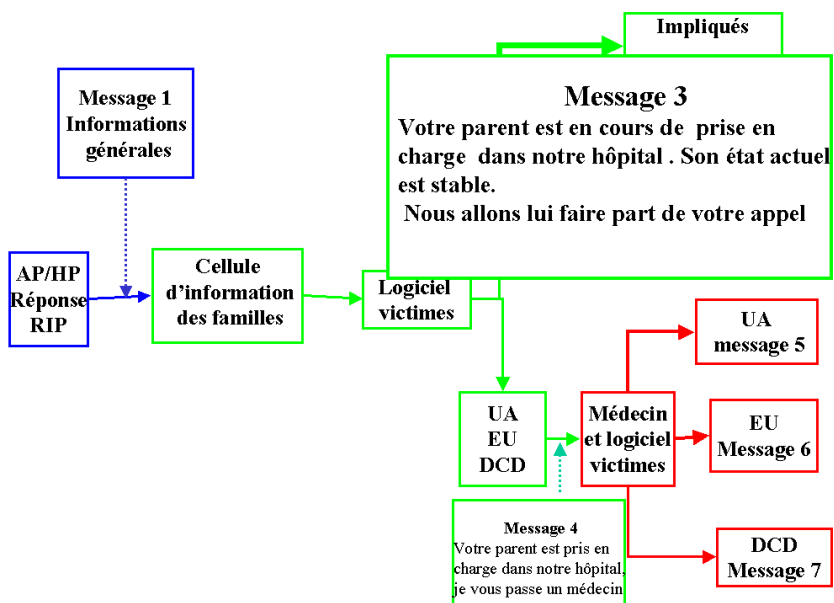 Impliqués
Message 1
Informations
générales
Message 3
Votre parent est en cours de prise en
charge dans notre hôpital . Son état actuel
est stable.
Nous allons lui faire part de votre appel
AP/HP
Réponse
RIP
Cellule
d’information
des familles
Logiciel
victimes
UA
message 5
UA
EU
DCD
Médecin
et logiciel
victimes
EU
Message 6
Message 4
Votre parent est pris en
charge dans notre hôpital,
je vous passe un médecin
DCD
Message 7